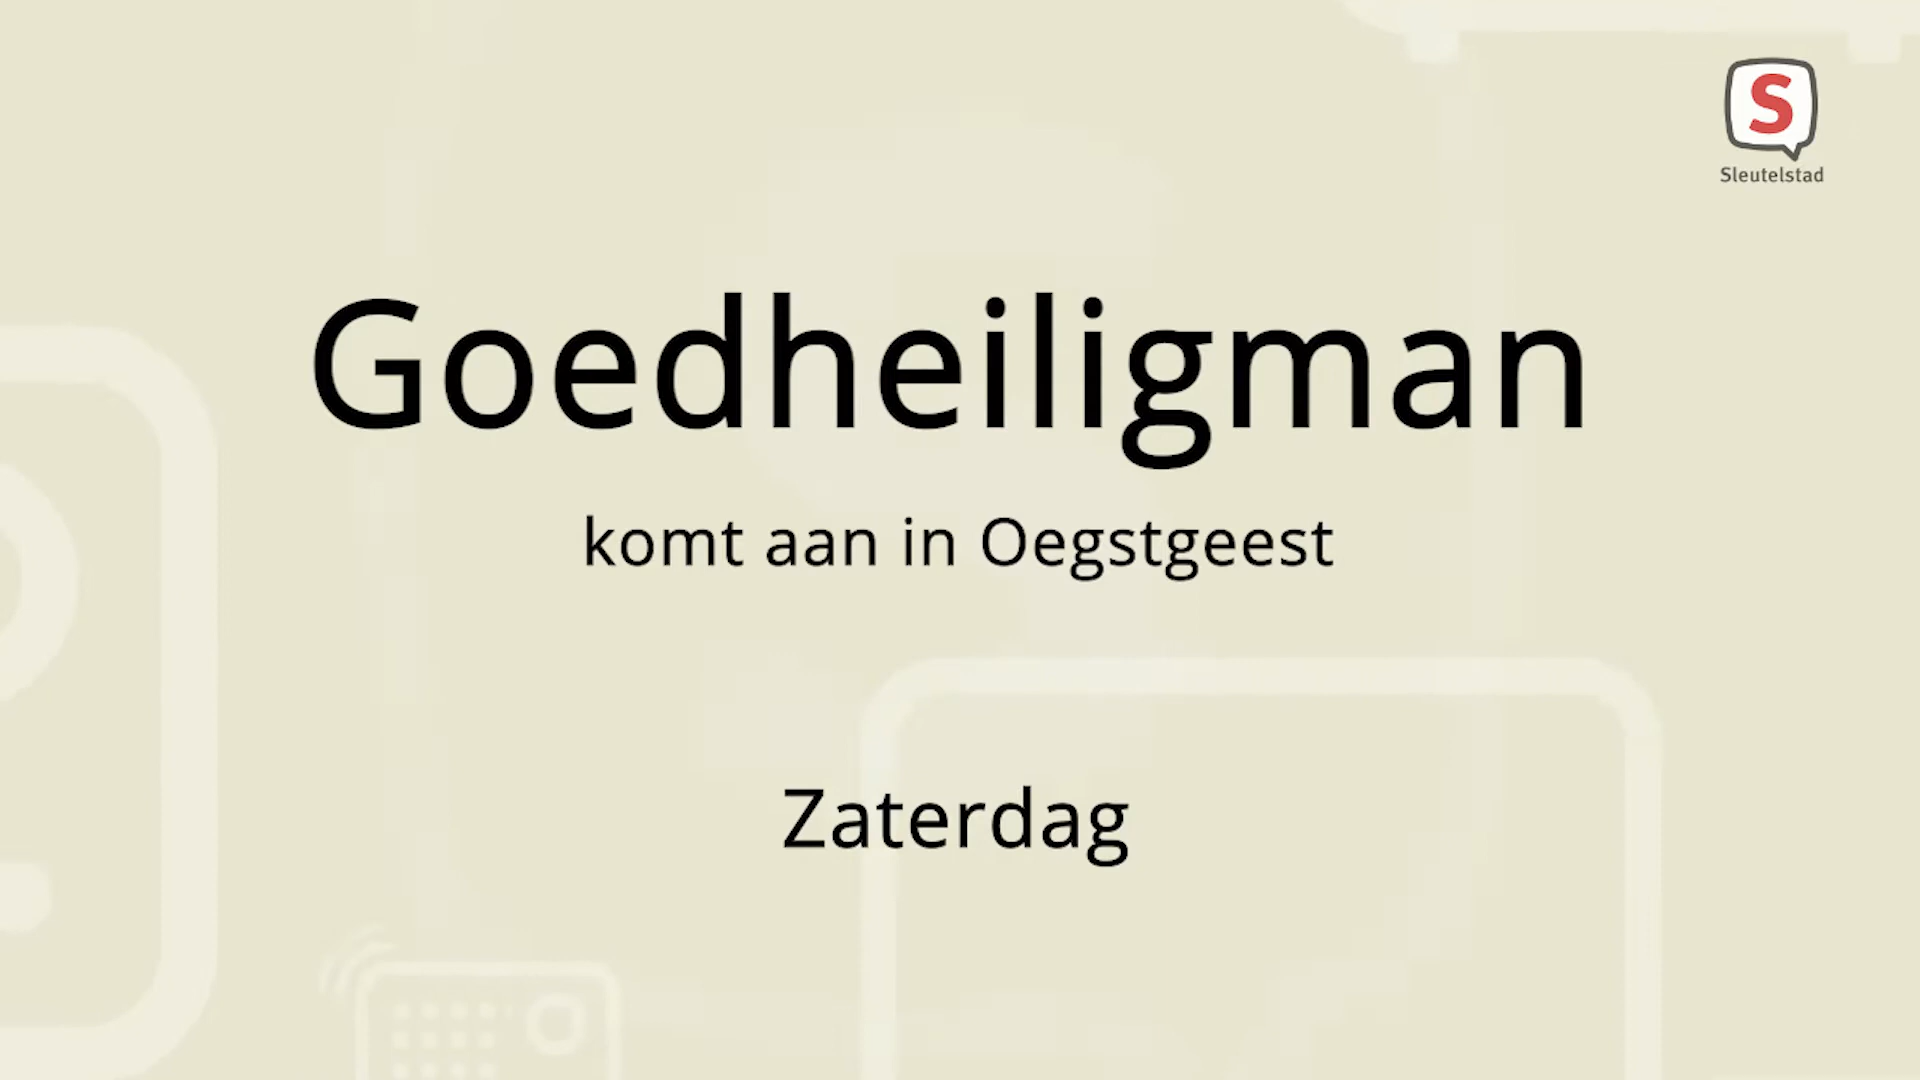 S
Sleutelstad
Goedheiligman
komt aan in Oegstgeest
Zaterdag